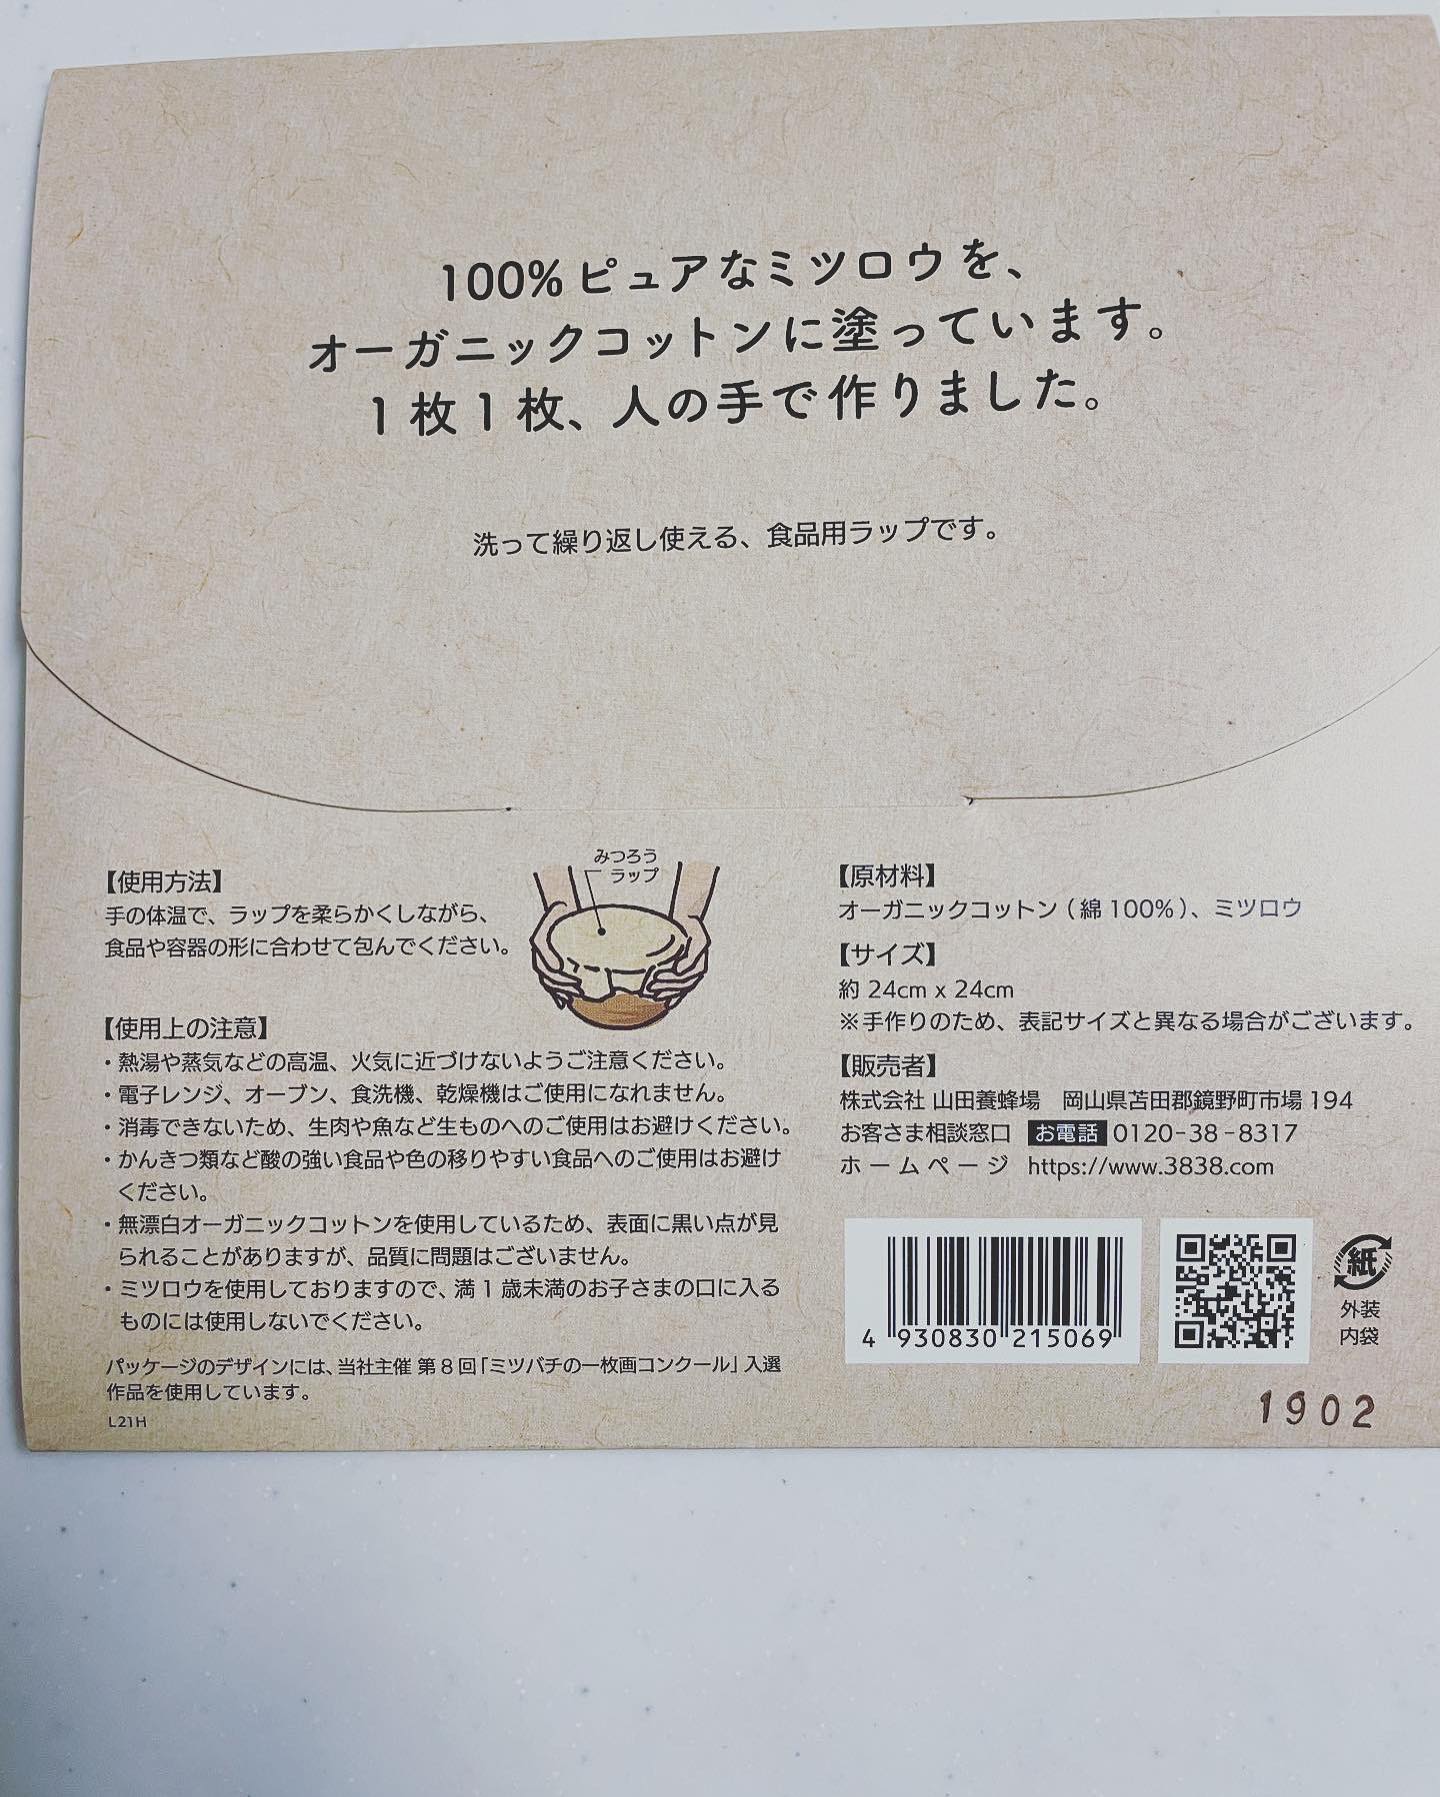 100%ピュアなミツロウを、
オーガニックコットンに塗っています。
1枚1枚、人の手で作りました。
洗って繰り返し使える、食品用ラップです。
【使用方法】
手の体温で、ラップを柔らかくしながら、
食品や容器の形に合わせて包んでください。
みつろう
ラップ
【使用上の注意】
・熱湯や蒸気などの高温、火気に近づけないようご注意ください。
・電子レンジ、オーブン、食洗機、乾燥機はご使用になれません。
・消毒できないため、生肉や魚など生ものへのご使用はお避けください。
・かんきつ類など酸の強い食品や色の移りやすい食品へのご使用はお避け
ください。
・無漂白オーガニックコットンを使用しているため、表面に黒い点が見
られることがありますが、品質に問題はございません。
・ミツロウを使用しておりますので、満1歳未満のお子さまの口に入る
ものには使用しないでください。
パッケージのデザインには、当社主催 第8回「ミツバチの一枚画コンクール」入選
作品を使用しています。
L21H
【原材料】
オーガニックコットン(綿100%)、ミツロウ
【サイズ】
約 24cm x 24cm
※手作りのため、表記サイズと異なる場合がございます。
【販売者】
株式会社 山田養蜂場 岡山県苫田郡鏡野町市場194
お客さま相談窓口 お電話 0120-38-8317
ホームページ https://www.3838.com
4 930830 215069
紙
外装
内袋
1902